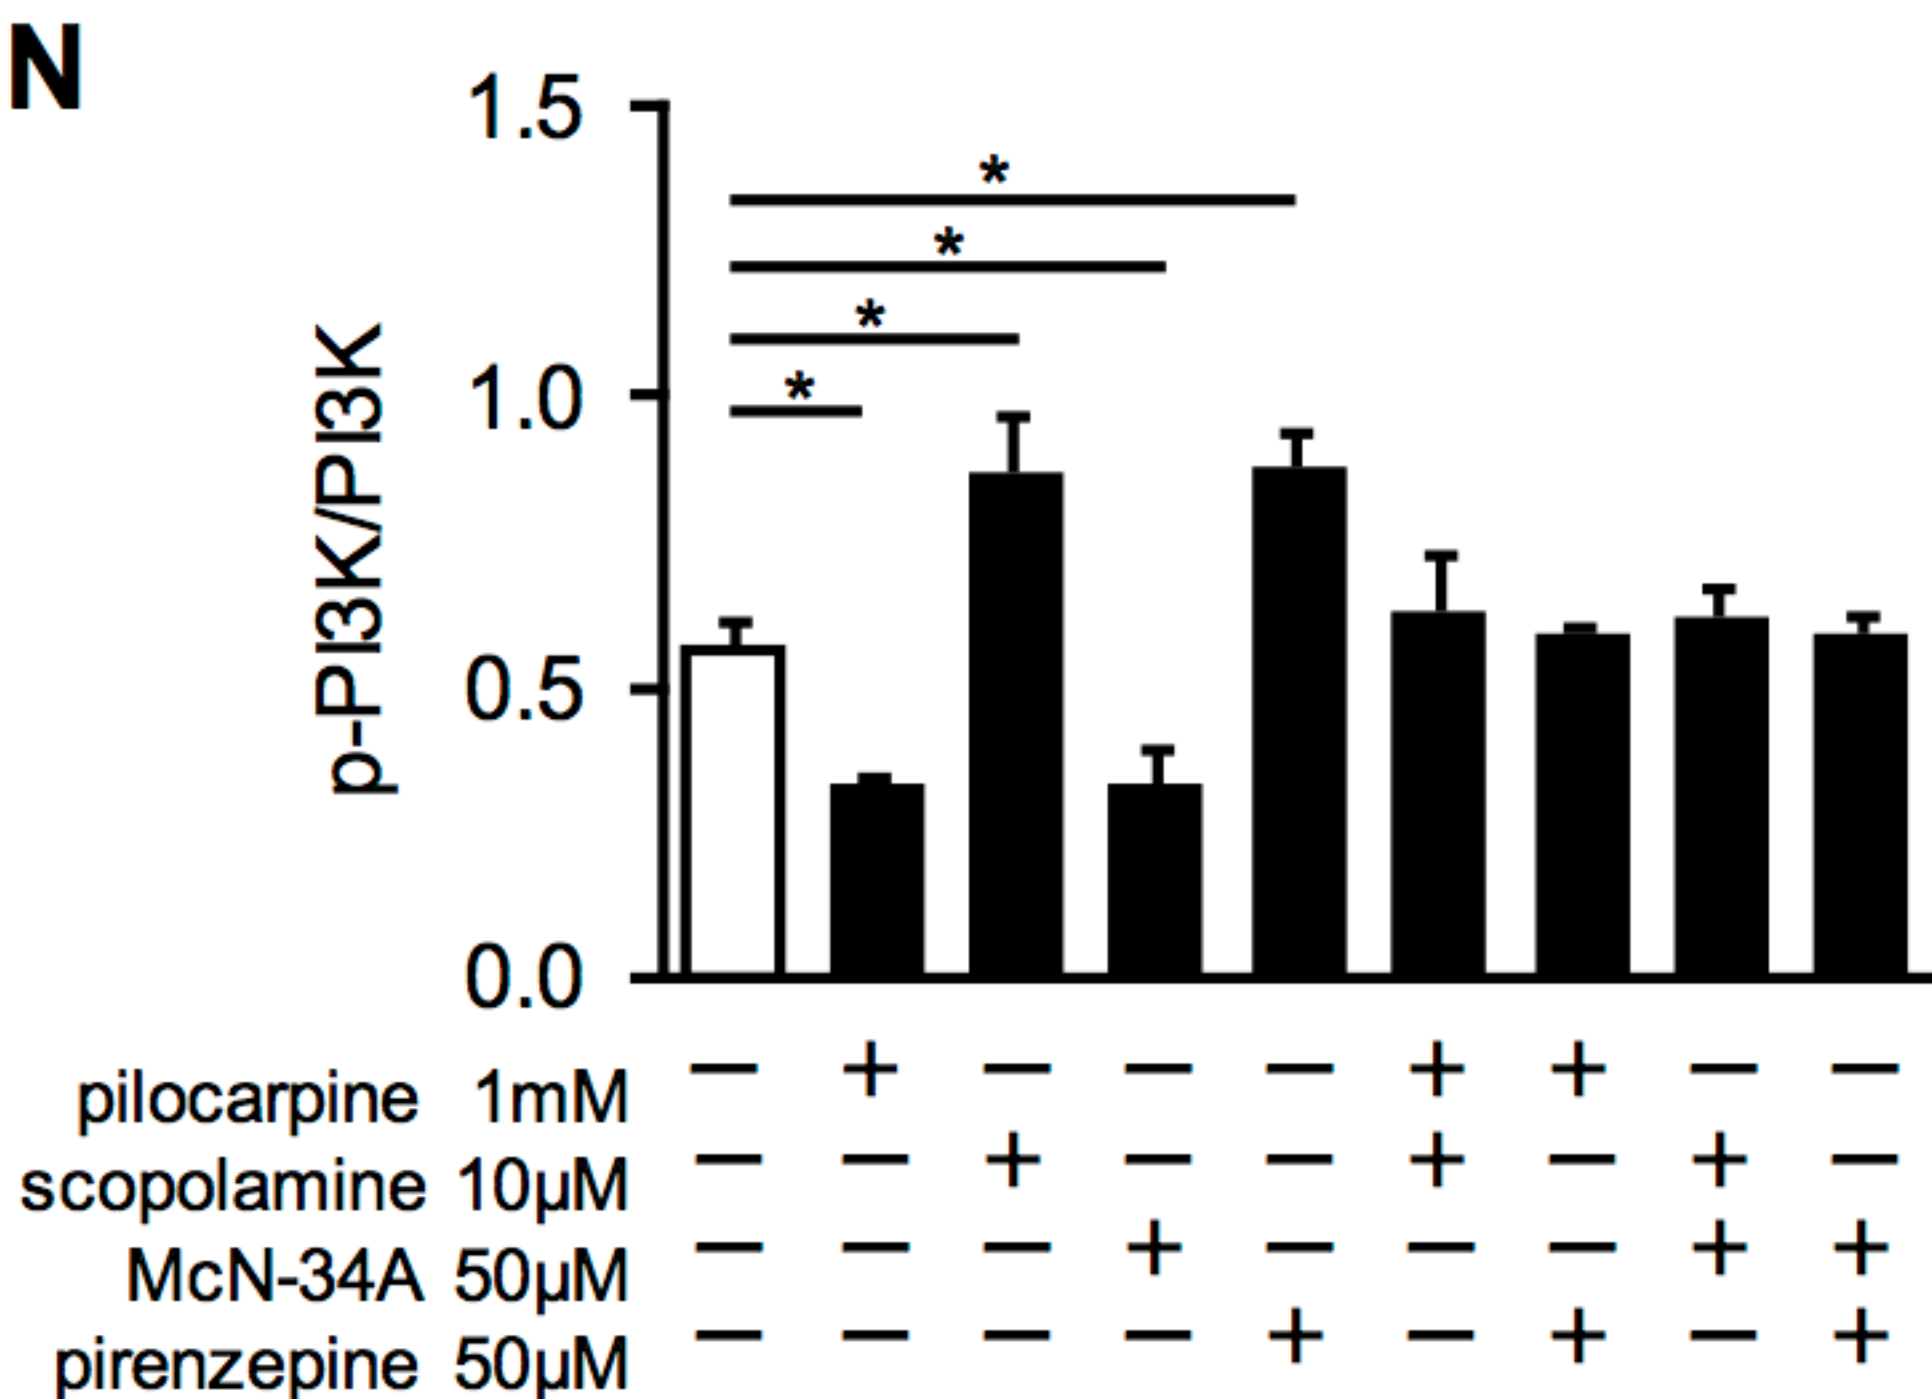 N
1.5
1.0
0.5
0.0
p-PI3K/PI3K
*
*
*
*
pilocarpine 1mM − + − − − + + − −
scopolamine 10µM − − + − − + − + −
McN-34A 50µM − − − + − − − + +
pirenzepine 50µM − − − − + − + − +